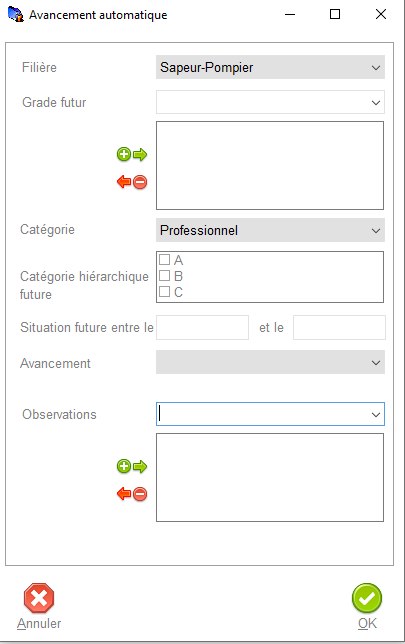 Avancement automatique
Filière
Sapeur-Pompier
Grade futur
Catégorie
Professionnel
Catégorie hiérarchique
future
A
B
C
Situation future entre le
et le
Avancement
Observations
Annuler
OK